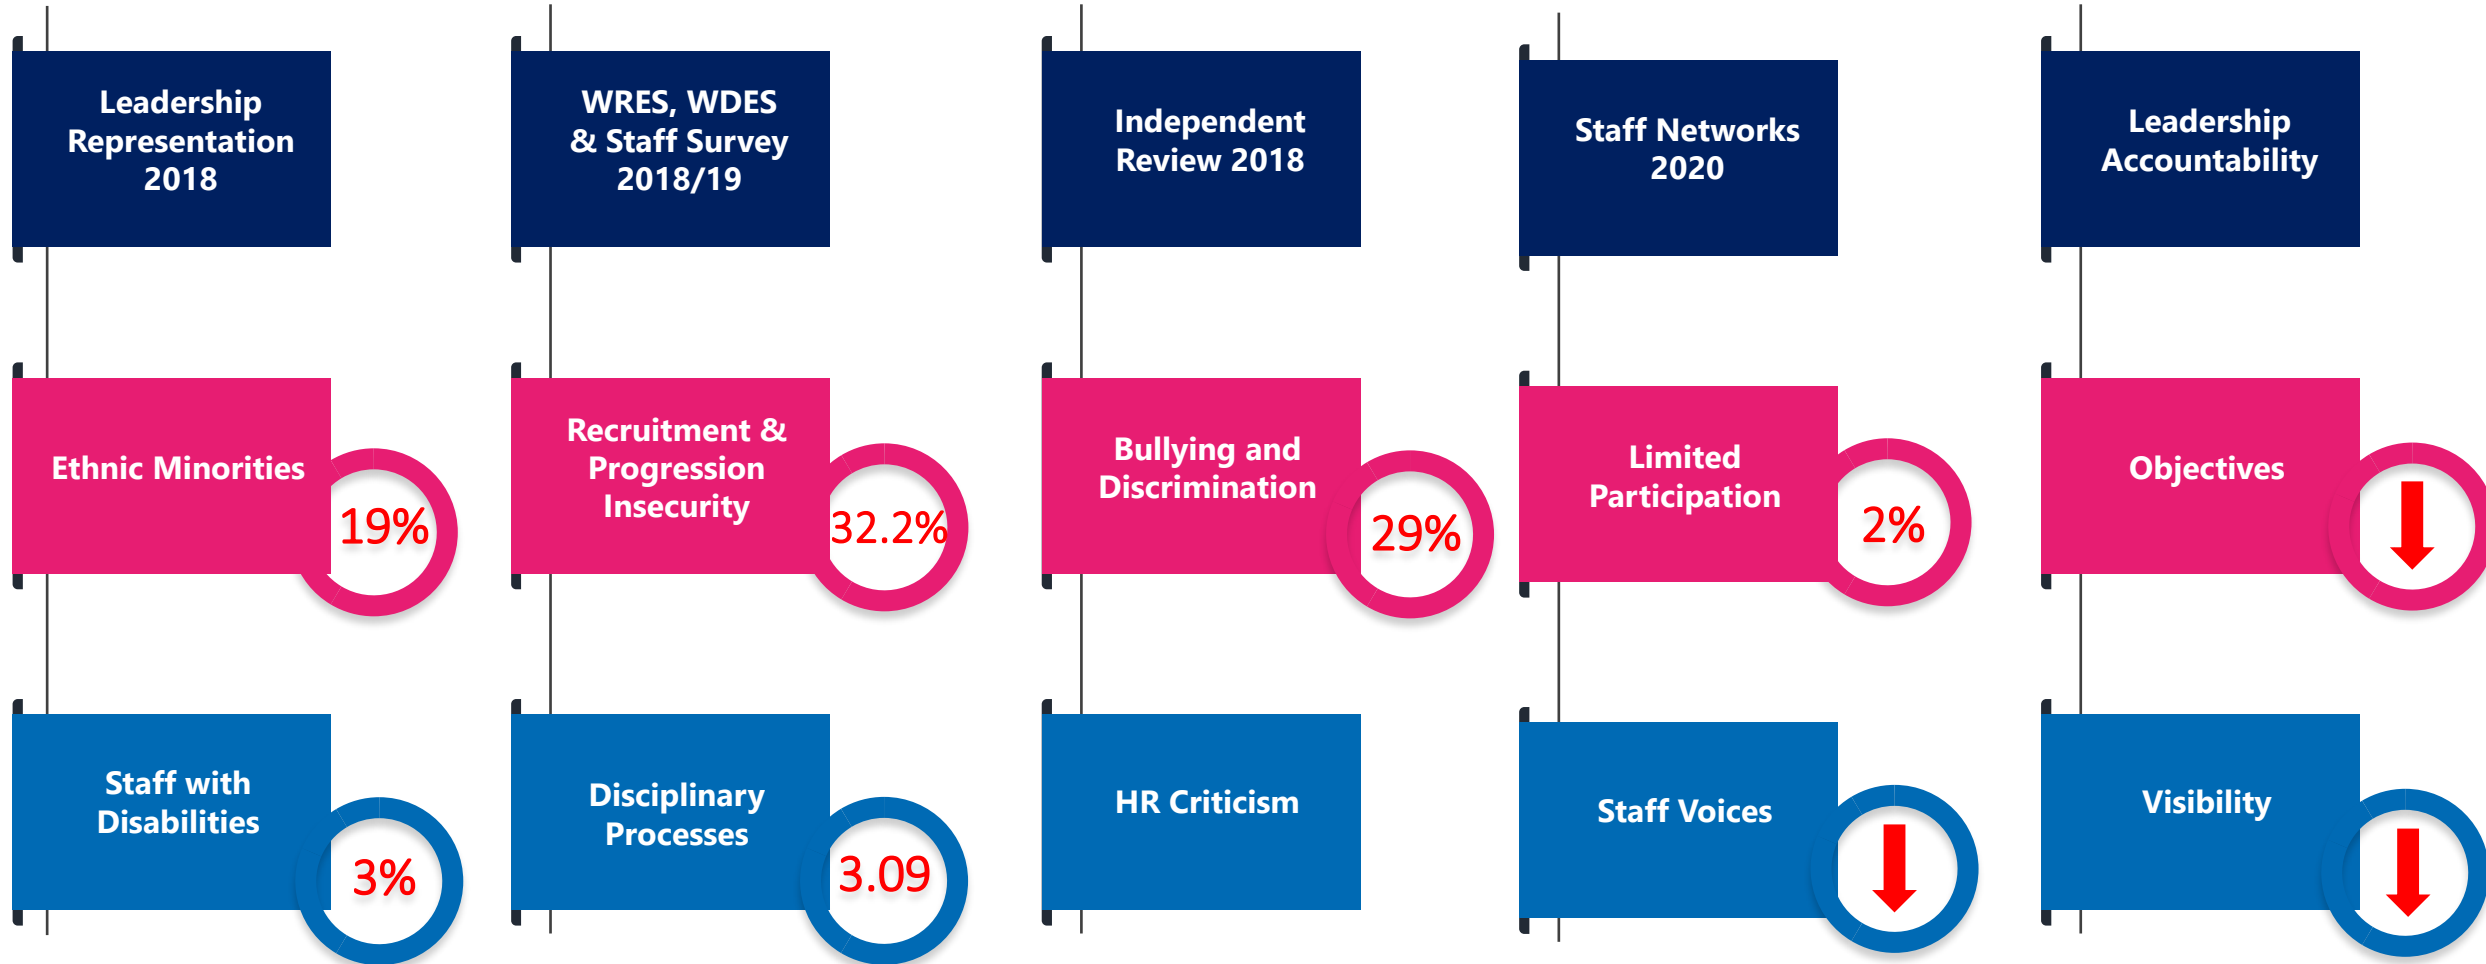 Leadership
Representation
2018
WRES, WDES
& Staff Survey
2018/19
Independent
Review 2018
Staff Networks
2020
Leadership
Accountability
Ethnic Minorities
19%
Recruitment &
Progression
Insecurity
32.2%
Bullying and
Discrimination
29%
Limited
Participation
2%
Objectives
Staff with
Disabilities
3%
Disciplinary
Processes
3.09
HR Criticism
Staff Voices
Visibility